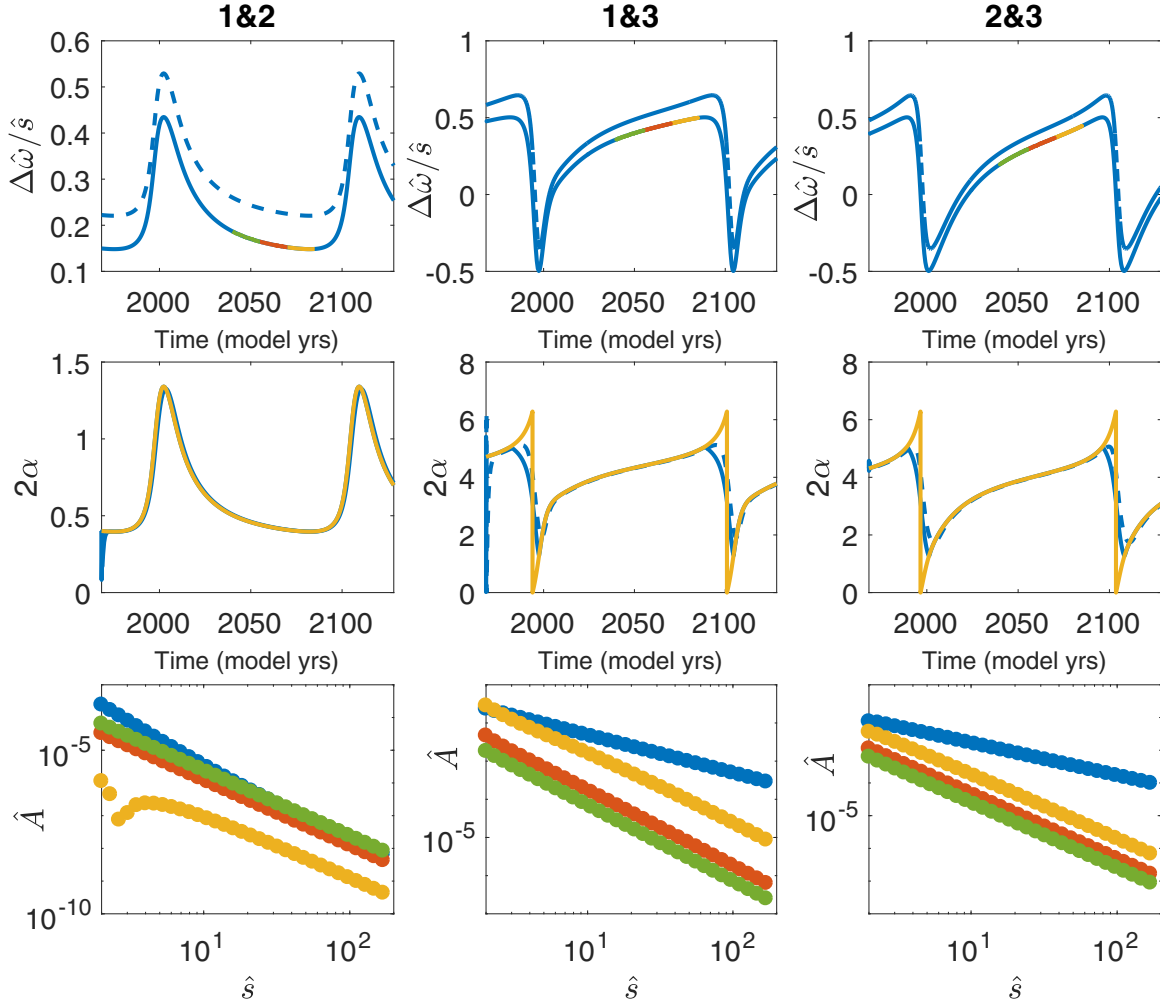 1&2 1&3 2&3
0.6 1 1
0.5
0.4 0.5 0.5
0.3 0 0
0.2
0.1 -0.5 -0.5
Δω̂/ŝ Δω̂/ŝ Δω̂/ŝ
2000 2050 2100 2000 2050 2100 2000 2050 2100
Time (model yrs) Time (model yrs) Time (model yrs)
1.5 8 8
1 6 6
4 4
0.5 2 2
0 0 0
2α 2α 2α
2000 2050 2100 2000 2050 2100 2000 2050 2100
Time (model yrs) Time (model yrs) Time (model yrs)
10^-5 10^-5 10^-5
10^-10
Â Â Â
10^1 10^2 10^1 10^2 10^1 10^2
ŝ ŝ ŝ